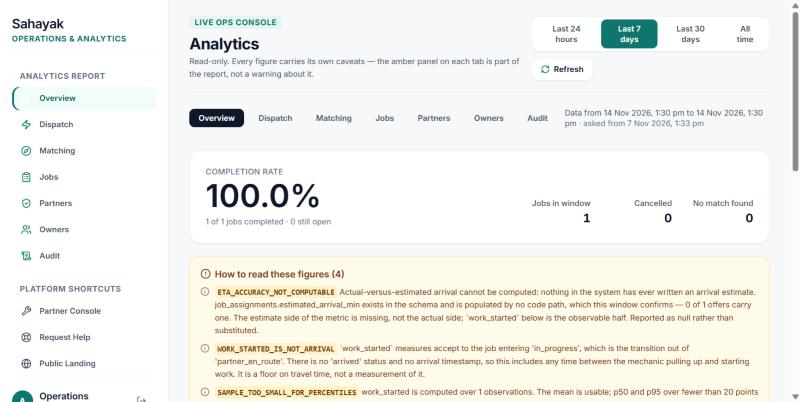 Sahayak
OPERATIONS & ANALYTICS
ANALYTICS REPORT
Overview
Dispatch
Matching
Jobs
Partners
Owners
Audit
PLATFORM SHORTCUTS
Partner Console
Request Help
Public Landing
A
Operations
LIVE OPS CONSOLE
Analytics
Read-only. Every figure carries its own caveats — the amber panel on each tab is part of
the report, not a warning about it.
Last 24
hours
Last 7
days
Last 30
days
All
time
Refresh
Overview
Dispatch
Matching
Jobs
Partners
Owners
Audit
Data from 14 Nov 2026, 1:30 pm to 14 Nov 2026, 1:30
pm · asked from 7 Nov 2026, 1:33 pm
COMPLETION RATE
100.0%
1 of 1 jobs completed · 0 still open
Jobs in window
1
Cancelled
0
No match found
0
How to read these figures (4)
ETA_ACCURACY_NOT_COMPUTABLE Actual-versus-estimated arrival cannot be computed: nothing in the system has ever written an arrival estimate.
job_assignments.estimated_arrival_min exists in the schema and is populated by no code path, which this window confirms — 0 of 1 offers carry
one. The estimate side of the metric is missing, not the actual side; `work_started` below is the observable half. Reported as null rather than
substituted.
WORK_STARTED_IS_NOT_ARRIVAL `work_started` measures accept to the job entering 'in_progress', which is the transition out of
'partner_en_route'. There is no 'arrived' status and no arrival timestamp, so this includes any time between the mechanic pulling up and starting
work. It is a floor on travel time, not a measurement of it.
SAMPLE_TOO_SMALL_FOR_PERCENTILES work_started is computed over 1 observations. The mean is usable; p50 and p95 over fewer than 20 points